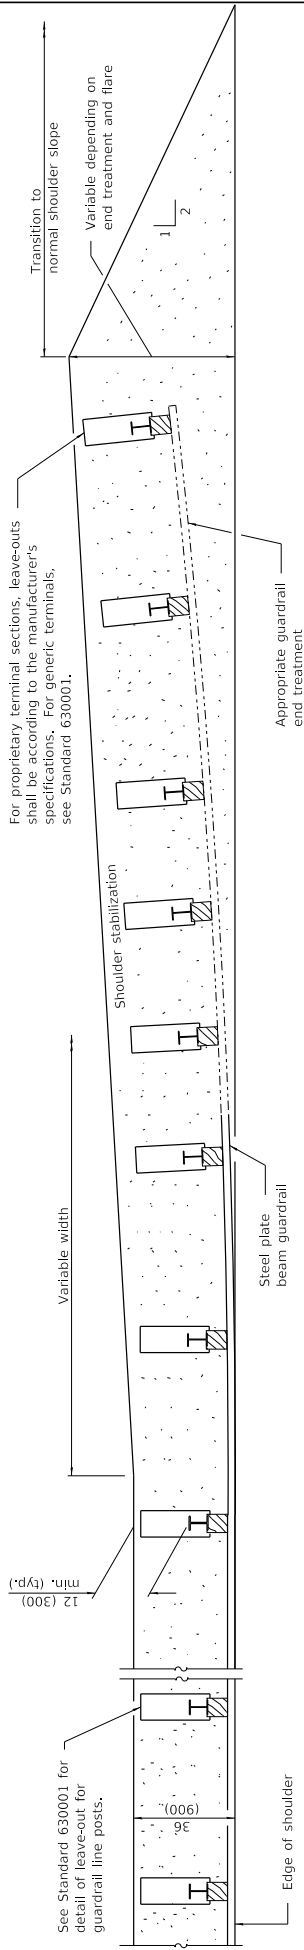 Transition to
normal shoulder slope
Variable depending on
end treatment and flare
1
2
For proprietary terminal sections, leave-outs
shall be according to the manufacturer's
specifications. For generic terminals,
see Standard 630001.
Appropriate guardrail
end treatment
Shoulder stabilization
Variable width
Steel plate
beam guardrail
12 (300)
min. (typ.)
See Standard 630001 for
detail of leave-out for
guardrail line posts.
36
(900)
Edge of shoulder